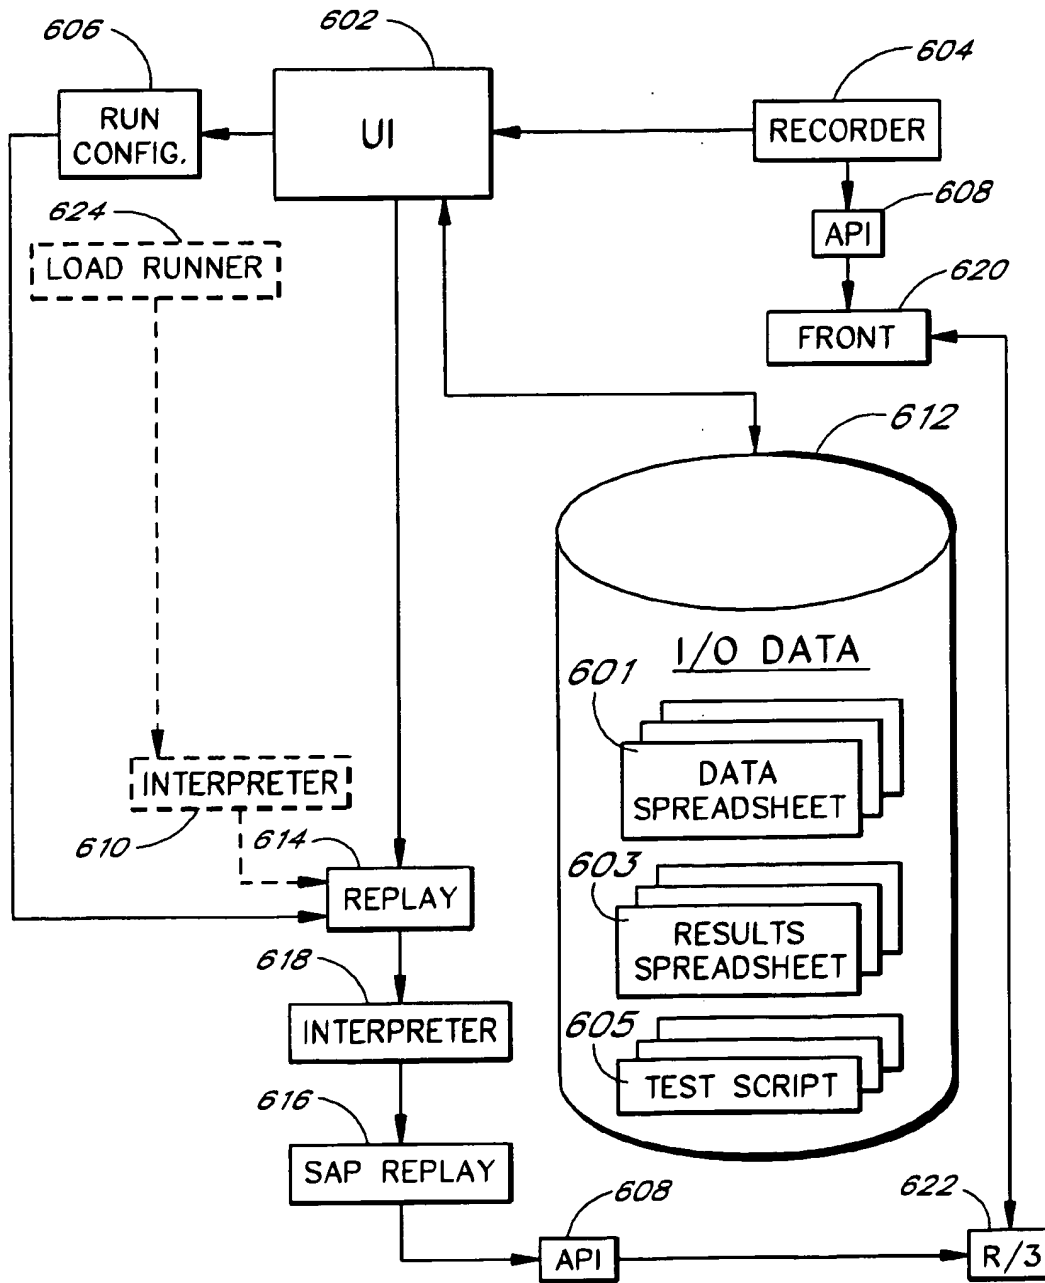 606
602
604
RUN
CONFIG.
UI
RECORDER
624
608
LOAD RUNNER
API
620
FRONT
612
I/O DATA
601
DATA
SPREADSHEET
INTERPRETER
610
614
603
REPLAY
RESULTS
SPREADSHEET
618
INTERPRETER
605
TEST SCRIPT
616
SAP REPLAY
608
622
API
R/3